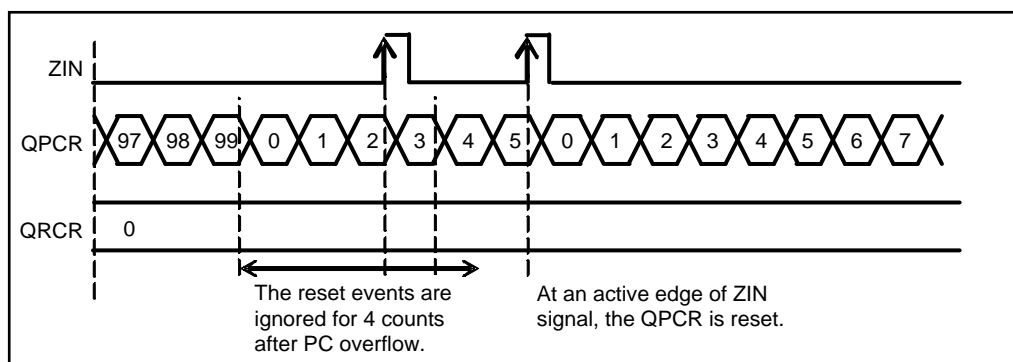 ZIN
QPCR 97 98 99 0 1 2 3 4 5 0 1 2 3 4 5 6 7
QRCR 0
The reset events are
ignored for 4 counts
after PC overflow.
At an active edge of ZIN
signal, the QPCR is reset.